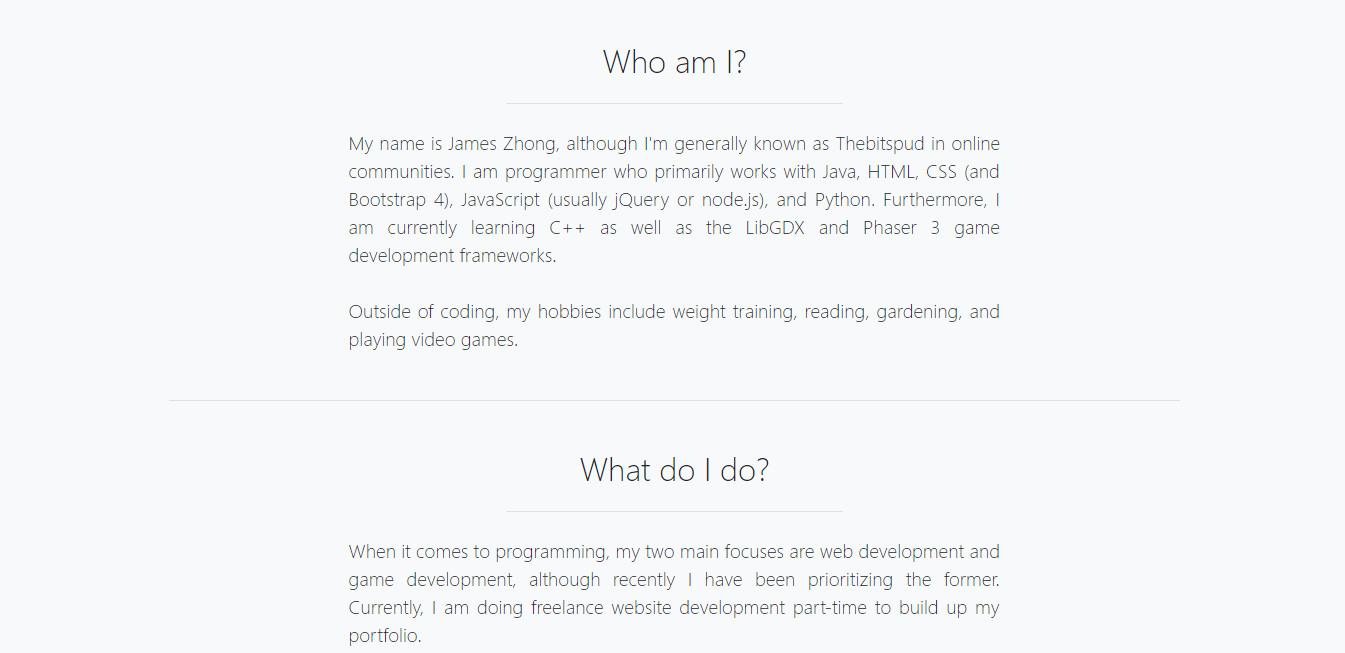 Who am I?
My name is James Zhong, although I'm generally known as Thebitspud in online
communities. I am programmer who primarily works with Java, HTML, CSS (and
Bootstrap 4), JavaScript (usually jQuery or node.js), and Python. Furthermore, I
am currently learning C++ as well as the LibGDX and Phaser 3 game
development frameworks.
Outside of coding, my hobbies include weight training, reading, gardening, and
playing video games.
What do I do?
When it comes to programming, my two main focuses are web development and
game development, although recently I have been prioritizing the former.
Currently, I am doing freelance website development part-time to build up my
portfolio.